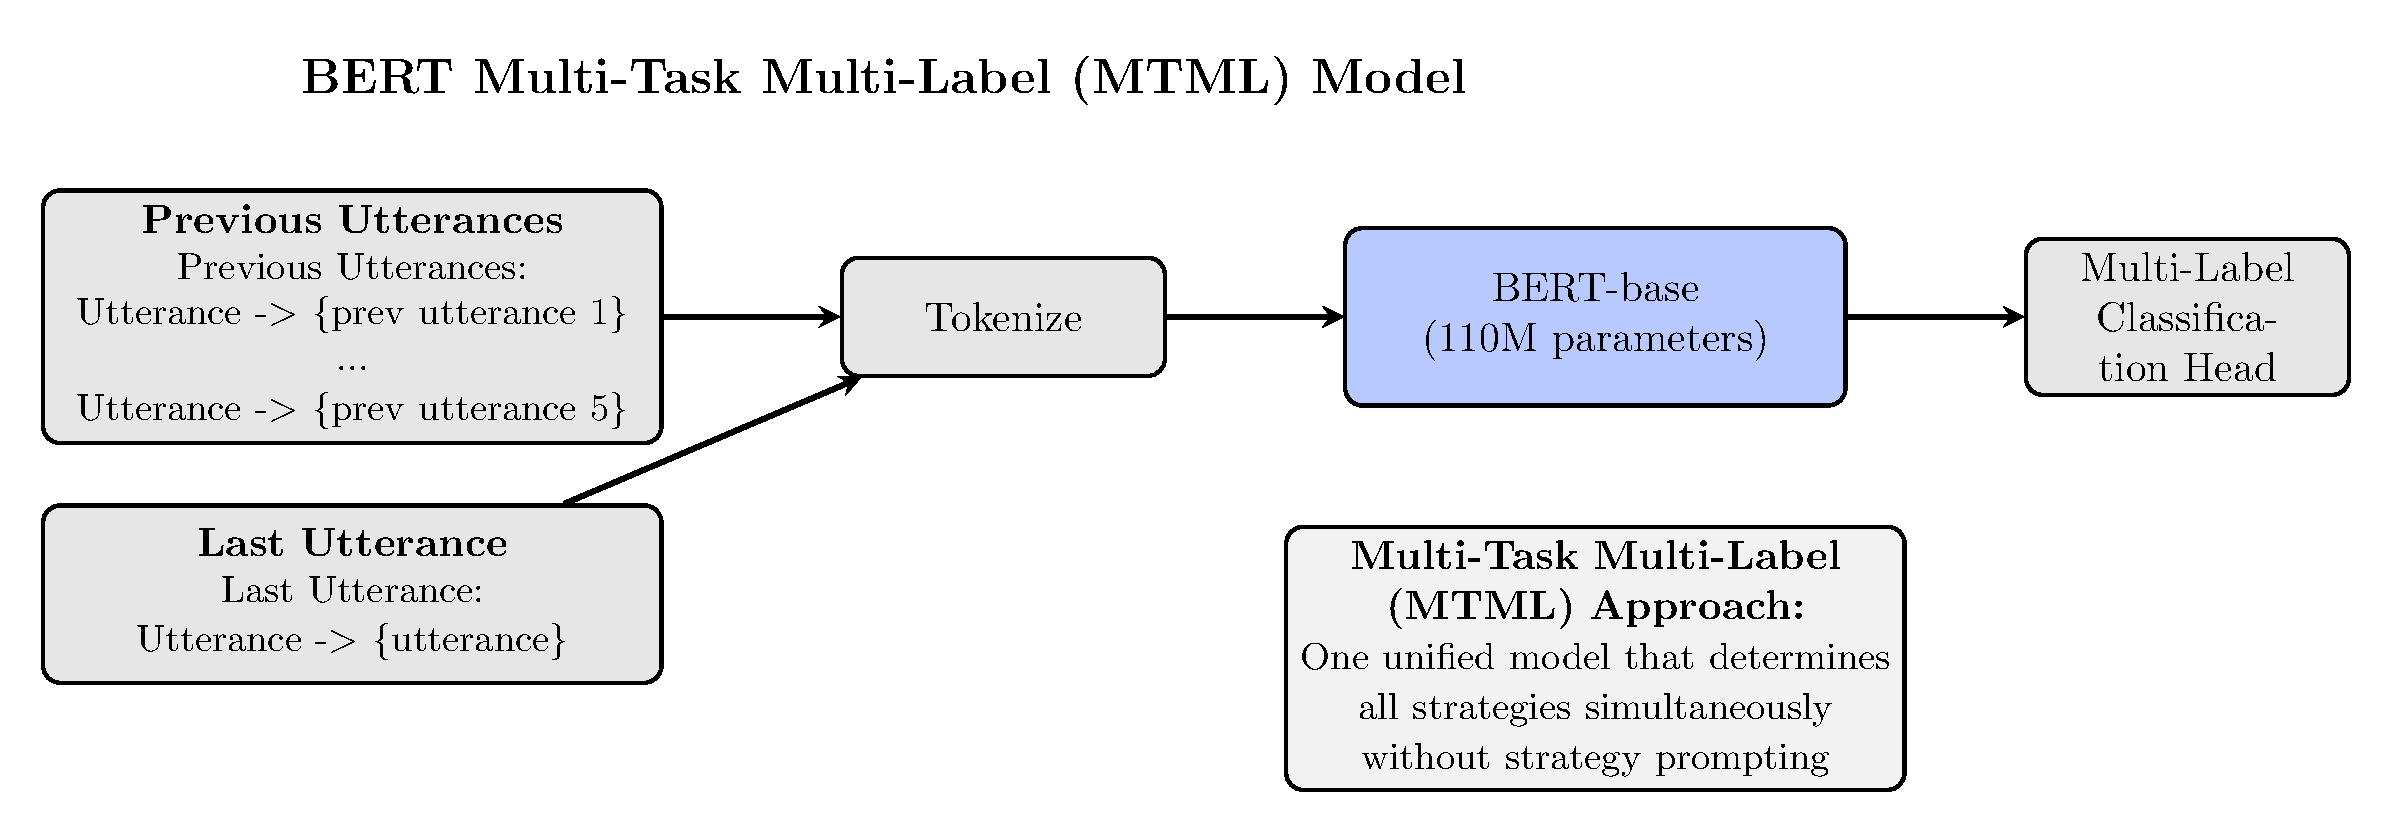 BERT Multi-Task Multi-Label (MTML) Model
Previous Utterances
Previous Utterances:
Utterance -> {prev utterance 1}
...
Utterance -> {prev utterance 5}
Last Utterance
Last Utterance:
Utterance -> {utterance}
Tokenize
BERT-base
(110M parameters)
Multi-Label
Classifica-
tion Head
Multi-Task Multi-Label
(MTML) Approach:
One unified model that determines
all strategies simultaneously
without strategy prompting